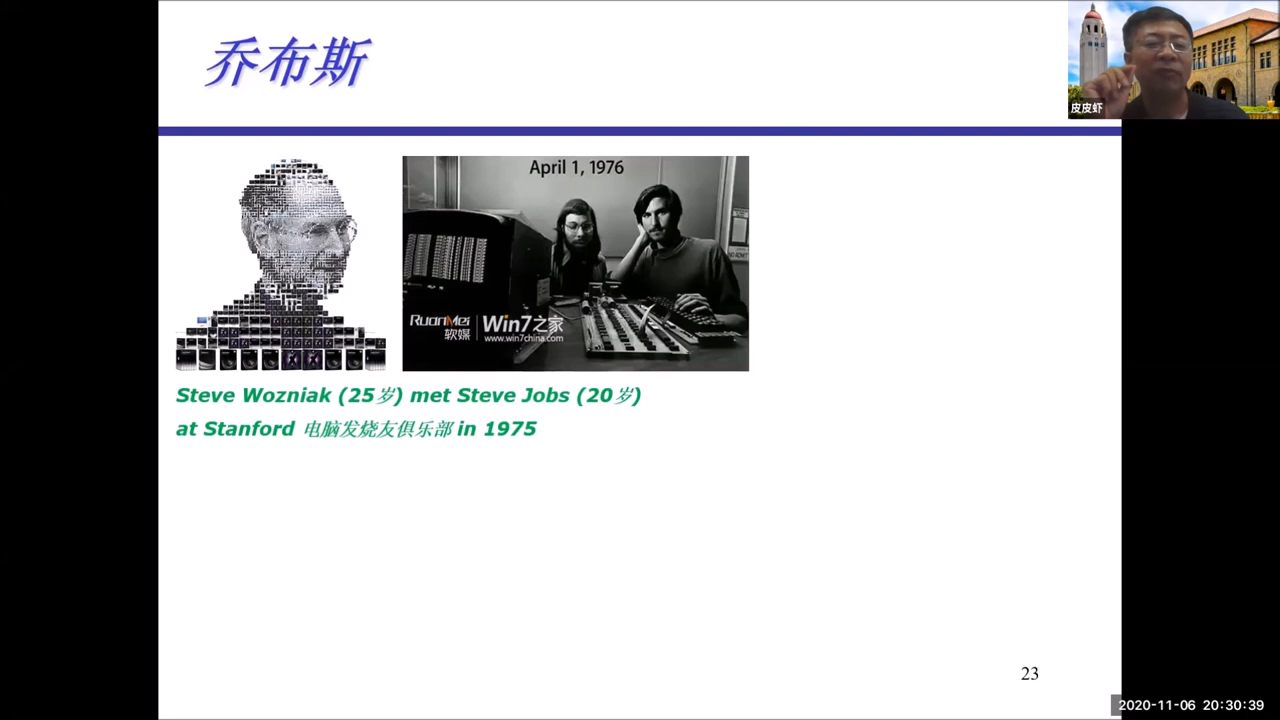 乔布斯
皮皮虾
April 1, 1976
RuanMei
软媒
Win7之家
www.win7china.com
Steve Wozniak (25岁) met Steve Jobs (20岁)
at Stanford 电脑发烧友俱乐部 in 1975
23
2020-11-06 20:30:39